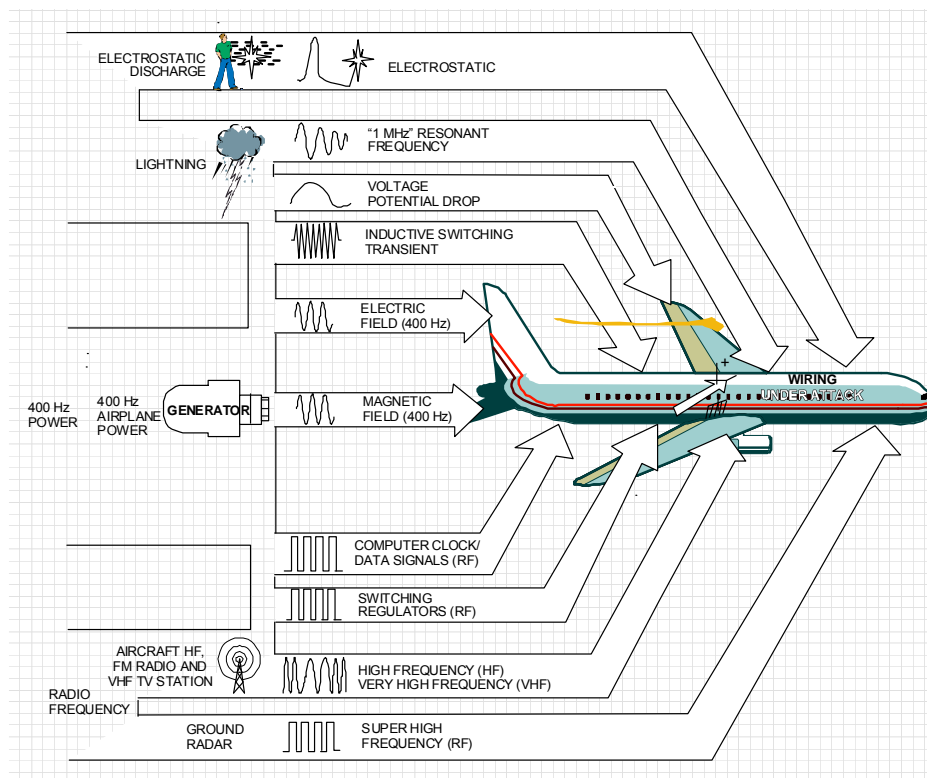 ELECTROSTATIC
DISCHARGE
ELECTROSTATIC
LIGHTNING
“1 MHz” RESONANT
FREQUENCY
VOLTAGE
POTENTIAL DROP
INDUCTIVE SWITCHING
TRANSIENT
ELECTRIC
FIELD (400 Hz)
400 Hz
POWER
400 Hz
AIRPLANE
POWER
GENERATOR
MAGNETIC
FIELD (400 Hz)
WIRING
UNDER ATTACK
COMPUTER CLOCK/
DATA SIGNALS (RF)
SWITCHING
REGULATORS (RF)
AIRCRAFT HF,
FM RADIO AND
VHF TV STATION
HIGH FREQUENCY (HF)
VERY HIGH FREQUENCY (VHF)
RADIO
FREQUENCY
GROUND
RADAR
SUPER HIGH
FREQUENCY (RF)